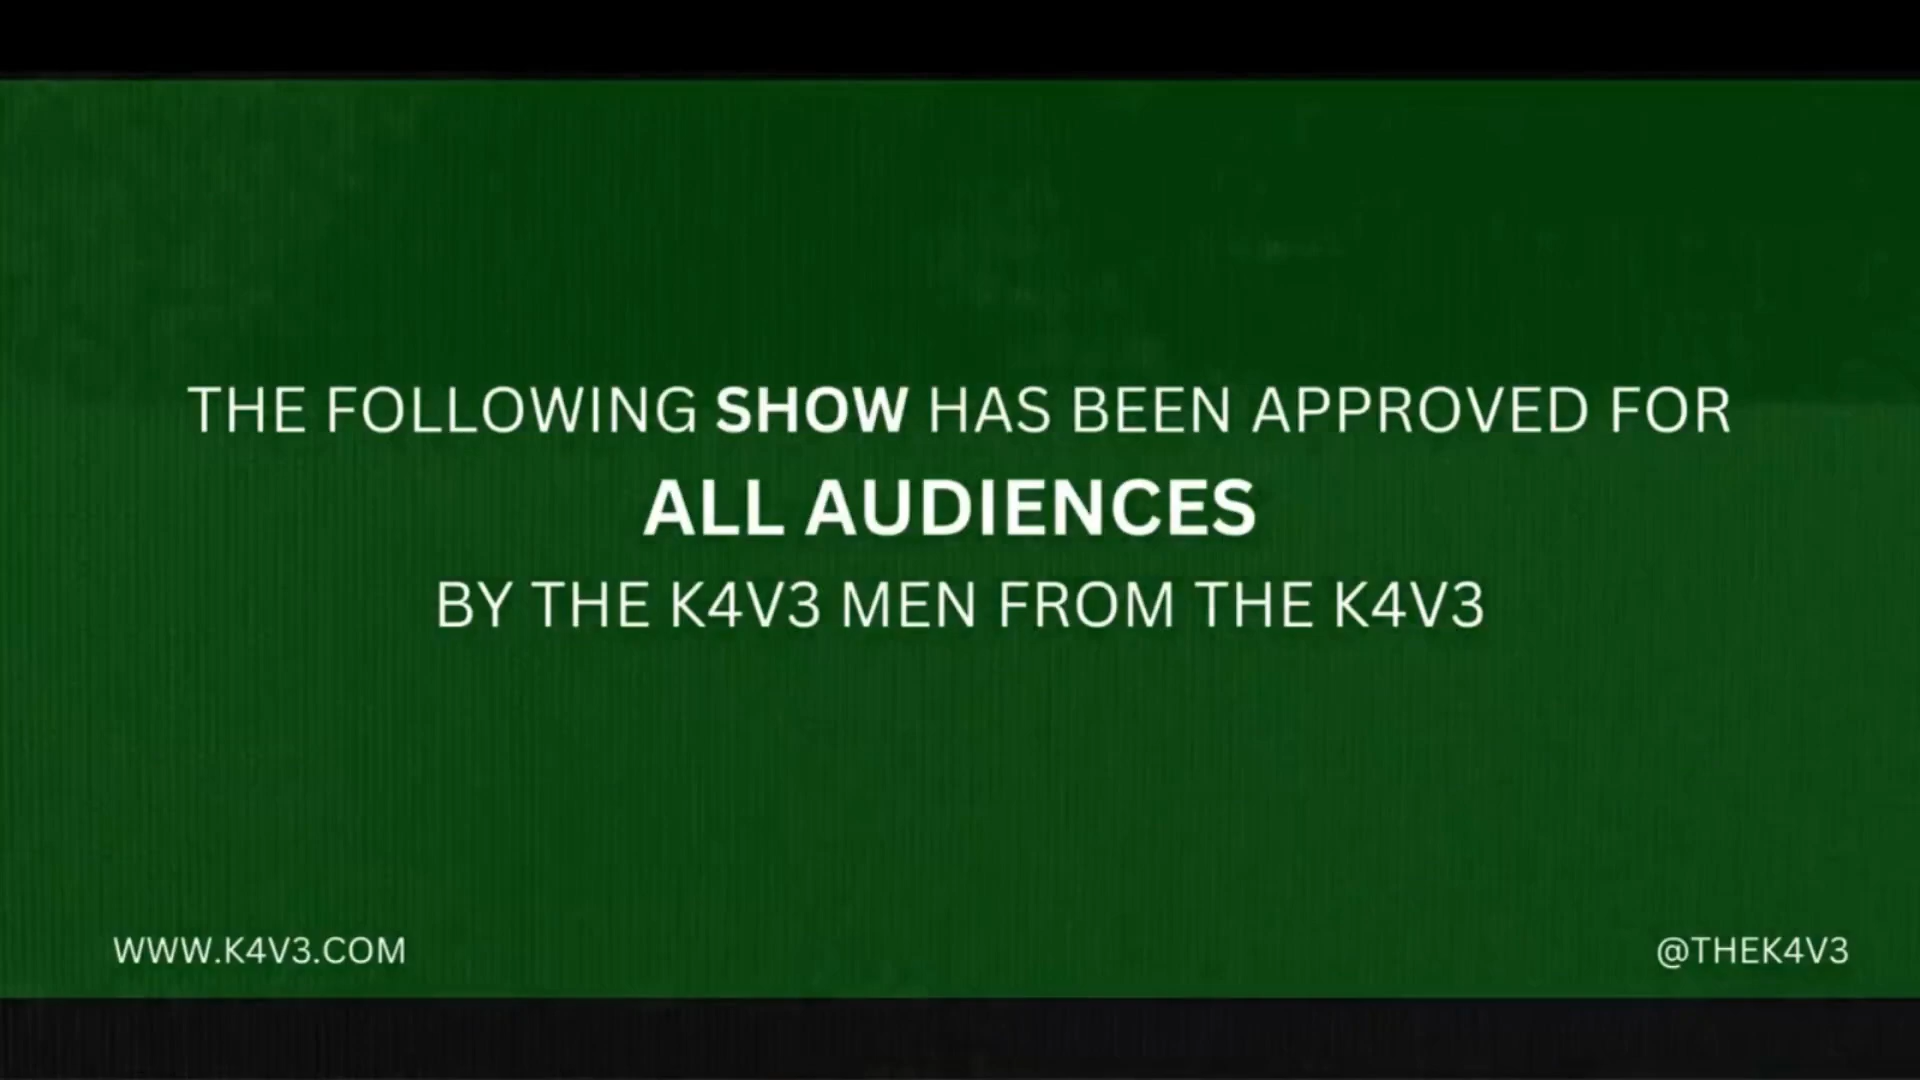 THE FOLLOWING SHOW HAS BEEN APPROVED FOR
ALL AUDIENCES
BY THE K4V3 MEN FROM THE K4V3
WWW.K4V3.COM
@THEK4V3